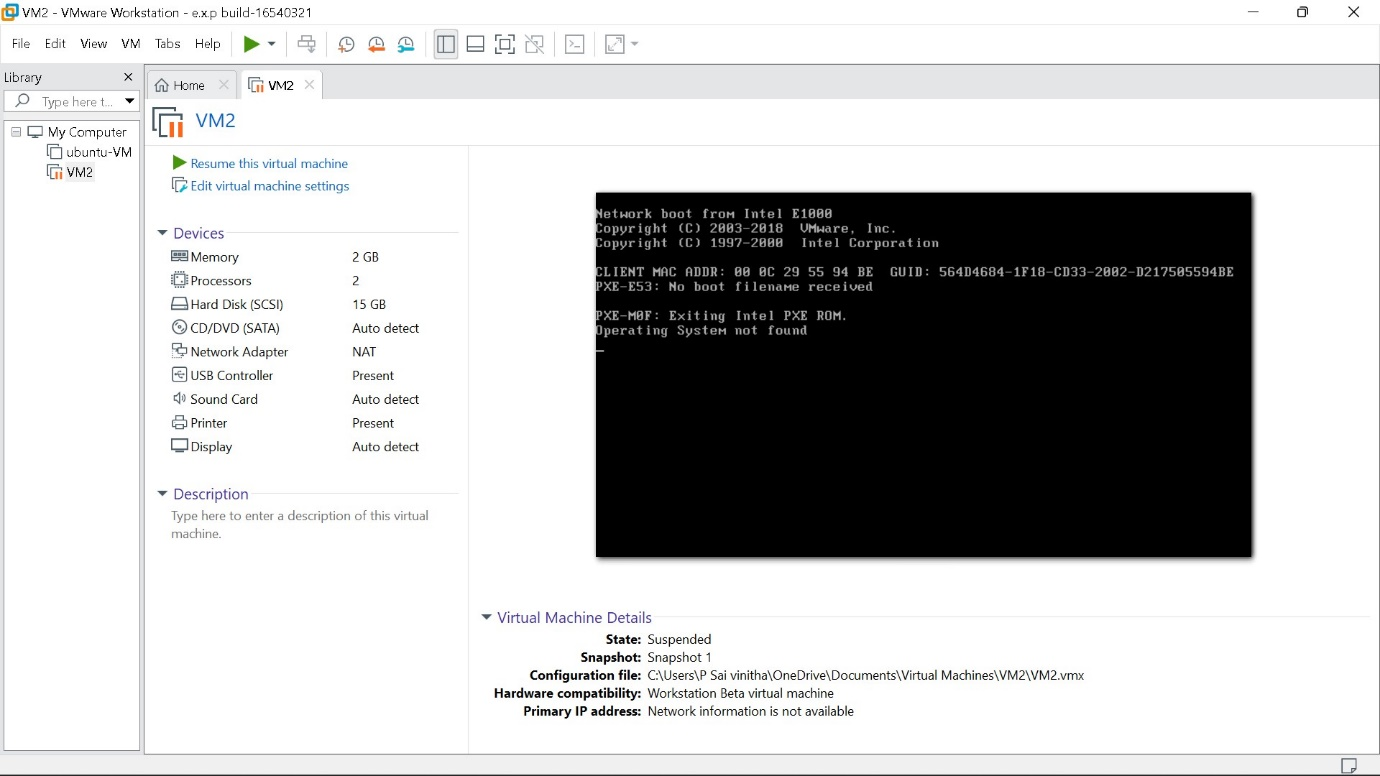 VM2 - VMware Workstation - e.x.p build-16540321
File Edit View VM Tabs Help
Library
Type here t...
My Computer
ubuntu-VM
VM2
Home
VM2
VM2
Resume this virtual machine
Edit virtual machine settings
Devices
Memory 2 GB
Processors 2
Hard Disk (SCSI) 15 GB
CD/DVD (SATA) Auto detect
Network Adapter NAT
USB Controller Present
Sound Card Auto detect
Printer Present
Display Auto detect
Description
Type here to enter a description of this virtual
machine.
Network boot from Intel E1000
Copyright (C) 2003-2018 VMware, Inc.
Copyright (C) 1997-2000 Intel Corporation
CLIENT MAC ADDR: 00 0C 29 55 94 BE GUID: 564D4684-1F18-CD33-2002-D217505594BE
PXE-E53: No boot filename received
PXE-M0F: Exiting Intel PXE ROM.
Operating System not found
Virtual Machine Details
State: Suspended
Snapshot: Snapshot 1
Configuration file: C:\Users\P Sai vinitha\OneDrive\Documents\Virtual Machines\VM2\VM2.vmx
Hardware compatibility: Workstation Beta virtual machine
Primary IP address: Network information is not available